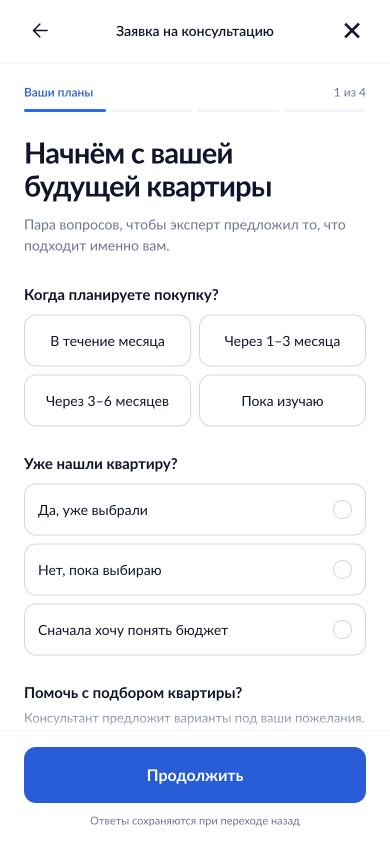 Заявка на консультацию
Ваши планы
1 из 4
Начнём с вашей
будущей квартиры
Пара вопросов, чтобы эксперт предложил то, что
подходит именно вам.
Когда планируете покупку?
В течение месяца
Через 1–3 месяца
Через 3–6 месяцев
Пока изучаю
Уже нашли квартиру?
Да, уже выбрали
Нет, пока выбираю
Сначала хочу понять бюджет
Помочь с подбором квартиры?
Консультант предложит варианты под ваши пожелания.
Продолжить
Ответы сохраняются при переходе назад